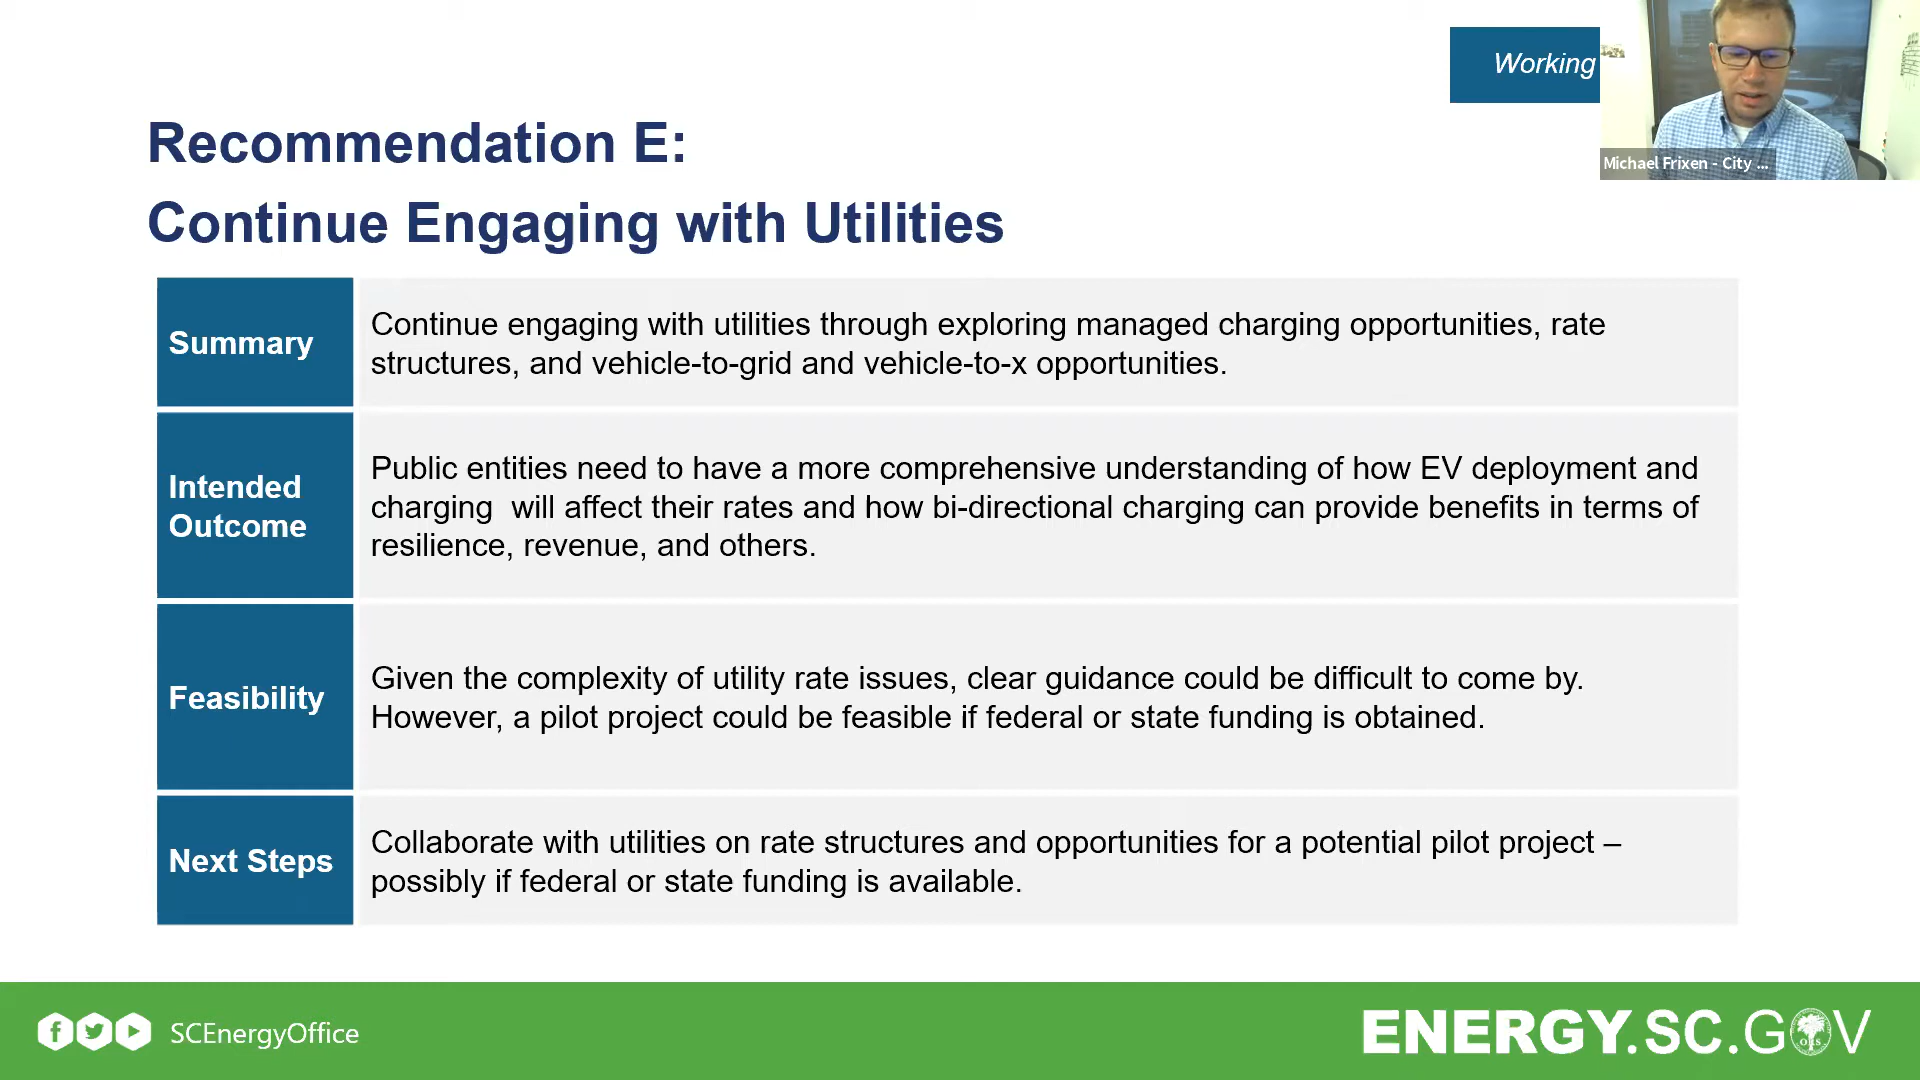 Working
Michael Frixen - City ...
Recommendation E:
Continue Engaging with Utilities
Summary
Continue engaging with utilities through exploring managed charging opportunities, rate
structures, and vehicle-to-grid and vehicle-to-x opportunities.
Intended
Outcome
Public entities need to have a more comprehensive understanding of how EV deployment and
charging  will affect their rates and how bi-directional charging can provide benefits in terms of
resilience, revenue, and others.
Feasibility
Given the complexity of utility rate issues, clear guidance could be difficult to come by.
However, a pilot project could be feasible if federal or state funding is obtained.
Next Steps
Collaborate with utilities on rate structures and opportunities for a potential pilot project –
possibly if federal or state funding is available.
SCEnergyOffice
ENERGY.SC.GOV